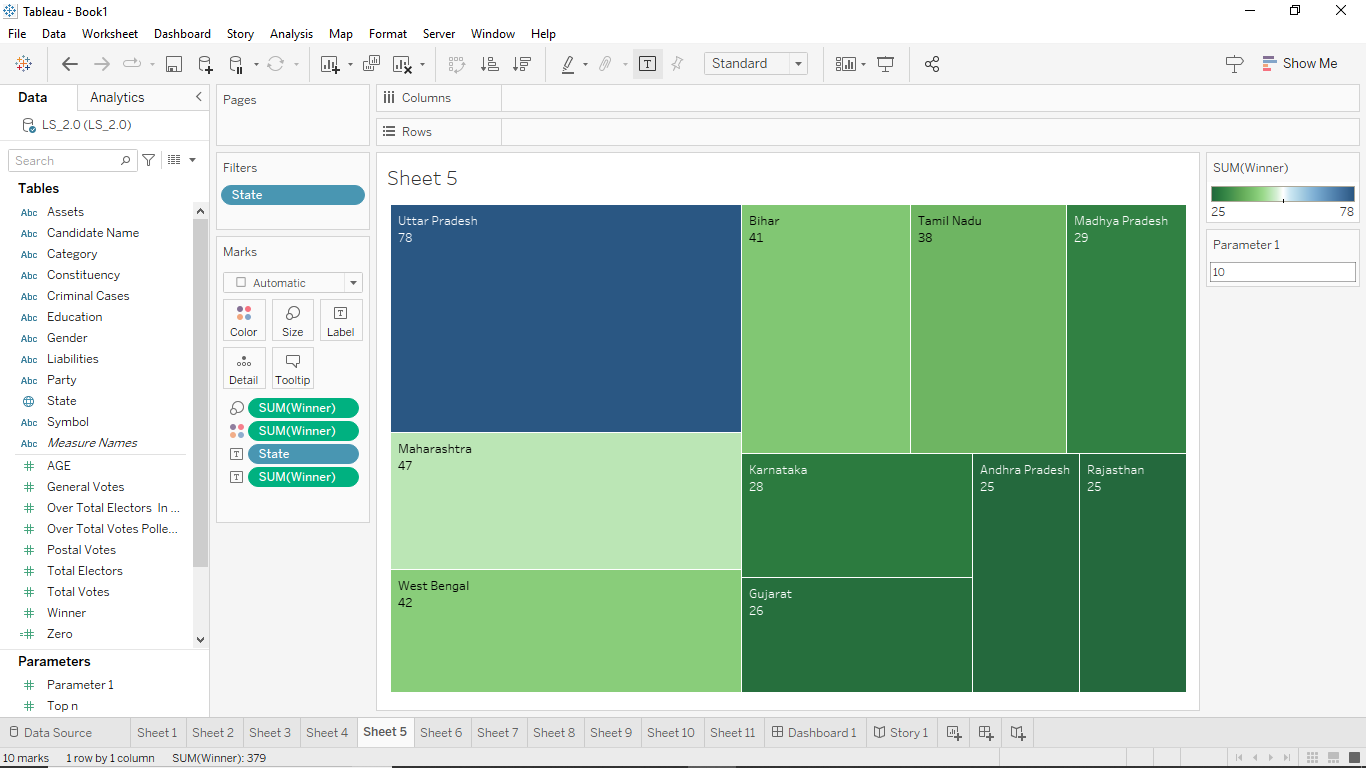 Tableau - Book1
File Data Worksheet Dashboard Story Analysis Map Format Server Window Help
Standard
Show Me
Data Analytics
LS_2.0 (LS_2.0)
Search
Tables
Abc Assets
Abc Candidate Name
Abc Category
Abc Constituency
Abc Criminal Cases
Abc Education
Abc Gender
Abc Liabilities
Abc Party
State
Abc Symbol
Abc Measure Names
# AGE
# General Votes
# Over Total Electors In ...
# Over Total Votes Polle...
# Postal Votes
# Total Electors
# Total Votes
# Winner
=# Zero
Parameters
# Parameter 1
# Top n
Pages
Filters
State
Marks
Automatic
Color Size Label
Detail Tooltip
SUM(Winner)
SUM(Winner)
T State
T SUM(Winner)
Columns
Rows
Sheet 5
Uttar Pradesh
78
Maharashtra
47
West Bengal
42
Bihar
41
Tamil Nadu
38
Madhya Pradesh
29
Karnataka
28
Gujarat
26
Andhra Pradesh
25
Rajasthan
25
SUM(Winner)
25 78
Parameter 1
10
Data Source Sheet 1 Sheet 2 Sheet 3 Sheet 4 Sheet 5 Sheet 6 Sheet 7 Sheet 8 Sheet 9 Sheet 10 Sheet 11 Dashboard 1 Story 1
10 marks 1 row by 1 column SUM(Winner): 379